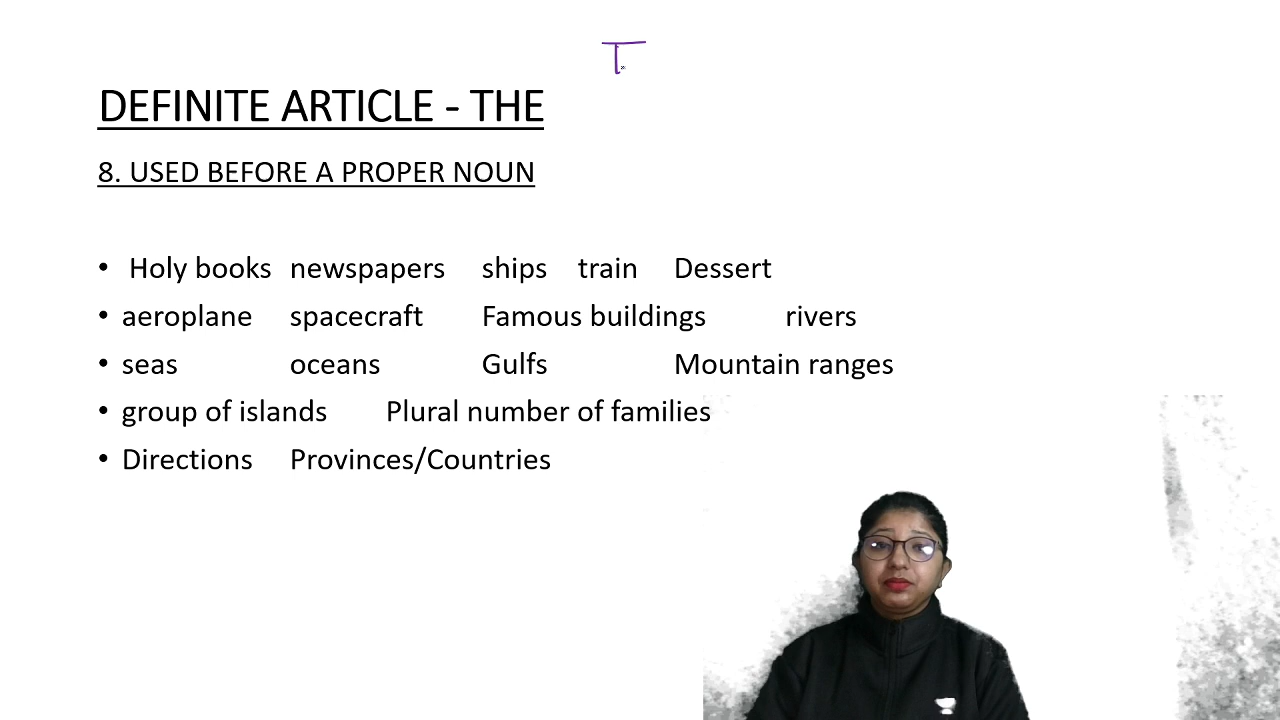 T
DEFINITE ARTICLE - THE
8. USED BEFORE A PROPER NOUN
• Holy books newspapers ships train Dessert
• aeroplane spacecraft Famous buildings rivers
• seas oceans Gulfs Mountain ranges
• group of islands Plural number of families
• Directions Provinces/Countries